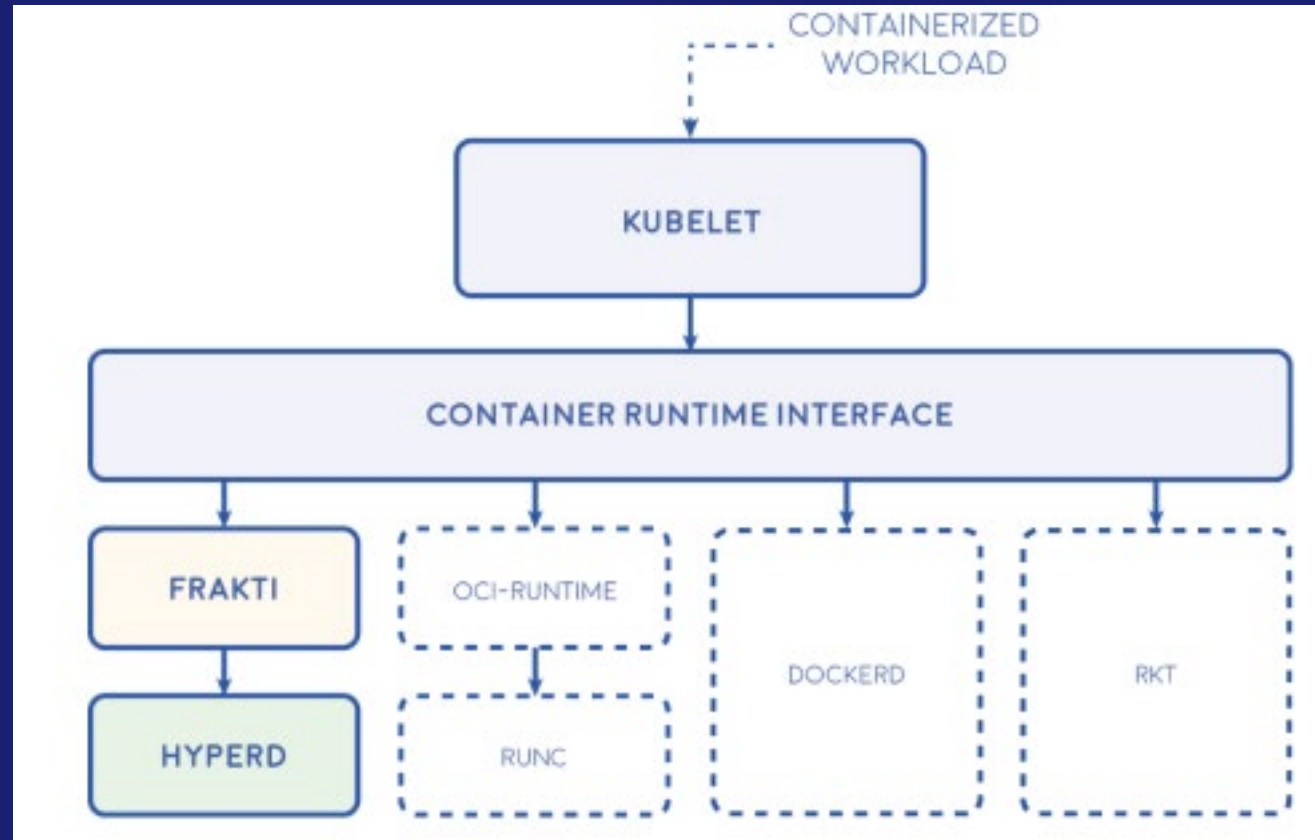 CONTAINERIZED
WORKLOAD
KUBELET
CONTAINER RUNTIME INTERFACE
FRAKTI
OCI-RUNTIME
DOCKERD
RKT
HYPERD
RUNC